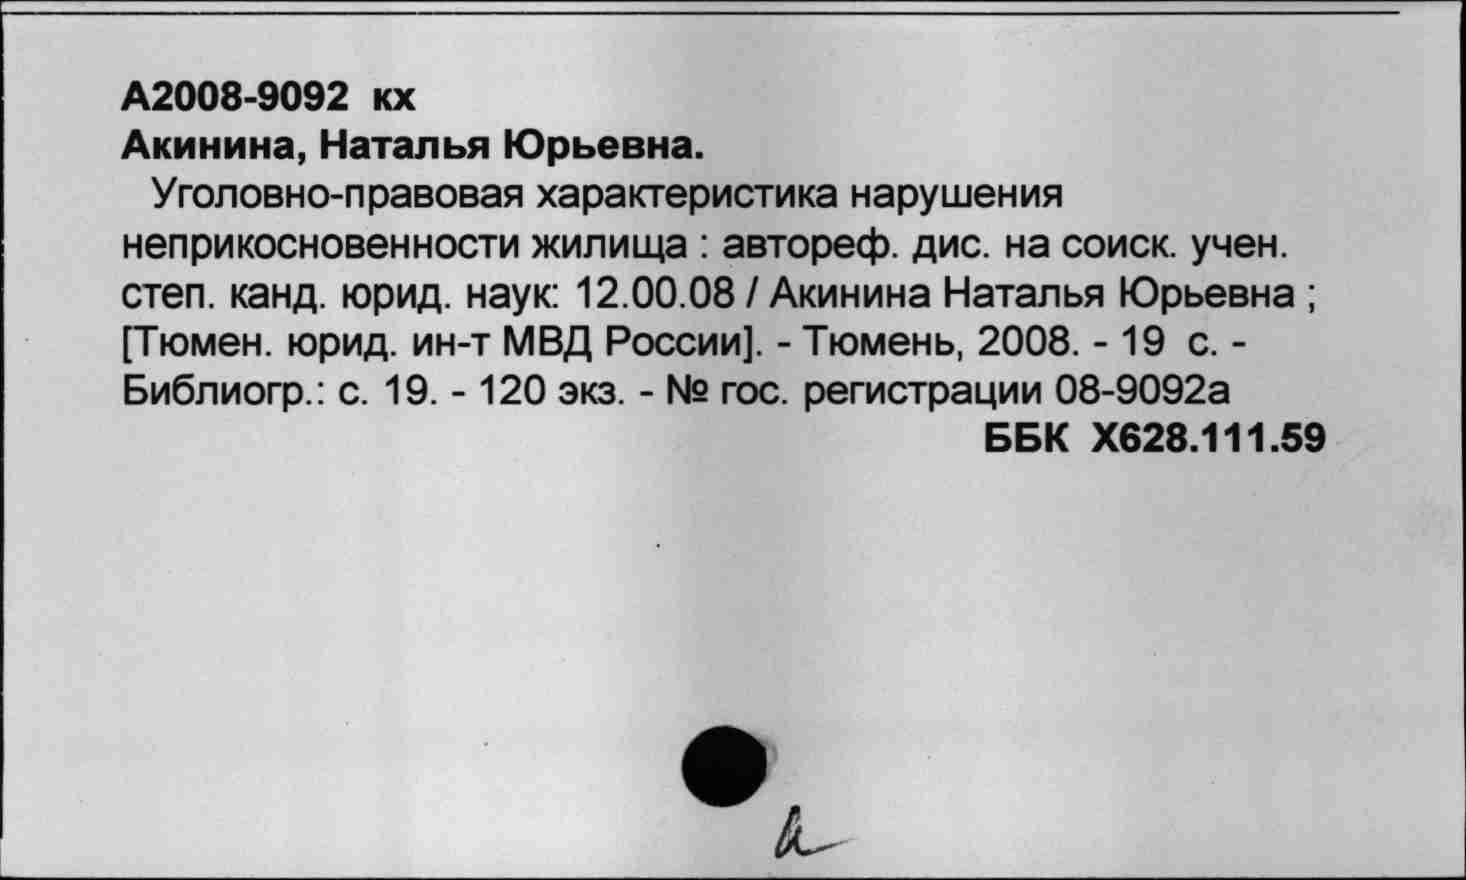 А2008-9092 кх
Акинина, Наталья Юрьевна.
Уголовно-правовая характеристика нарушения
неприкосновенности жилища : автореф. дис. на соиск. учен.
степ. канд. юрид. наук: 12.00.08 / Акинина Наталья Юрьевна ;
[Тюмен. юрид. ин-т МВД России]. - Тюмень, 2008. - 19 с. -
Библиогр.: с. 19. - 120 экз. - № гос. регистрации 08-9092а
ББК Х628.111.59